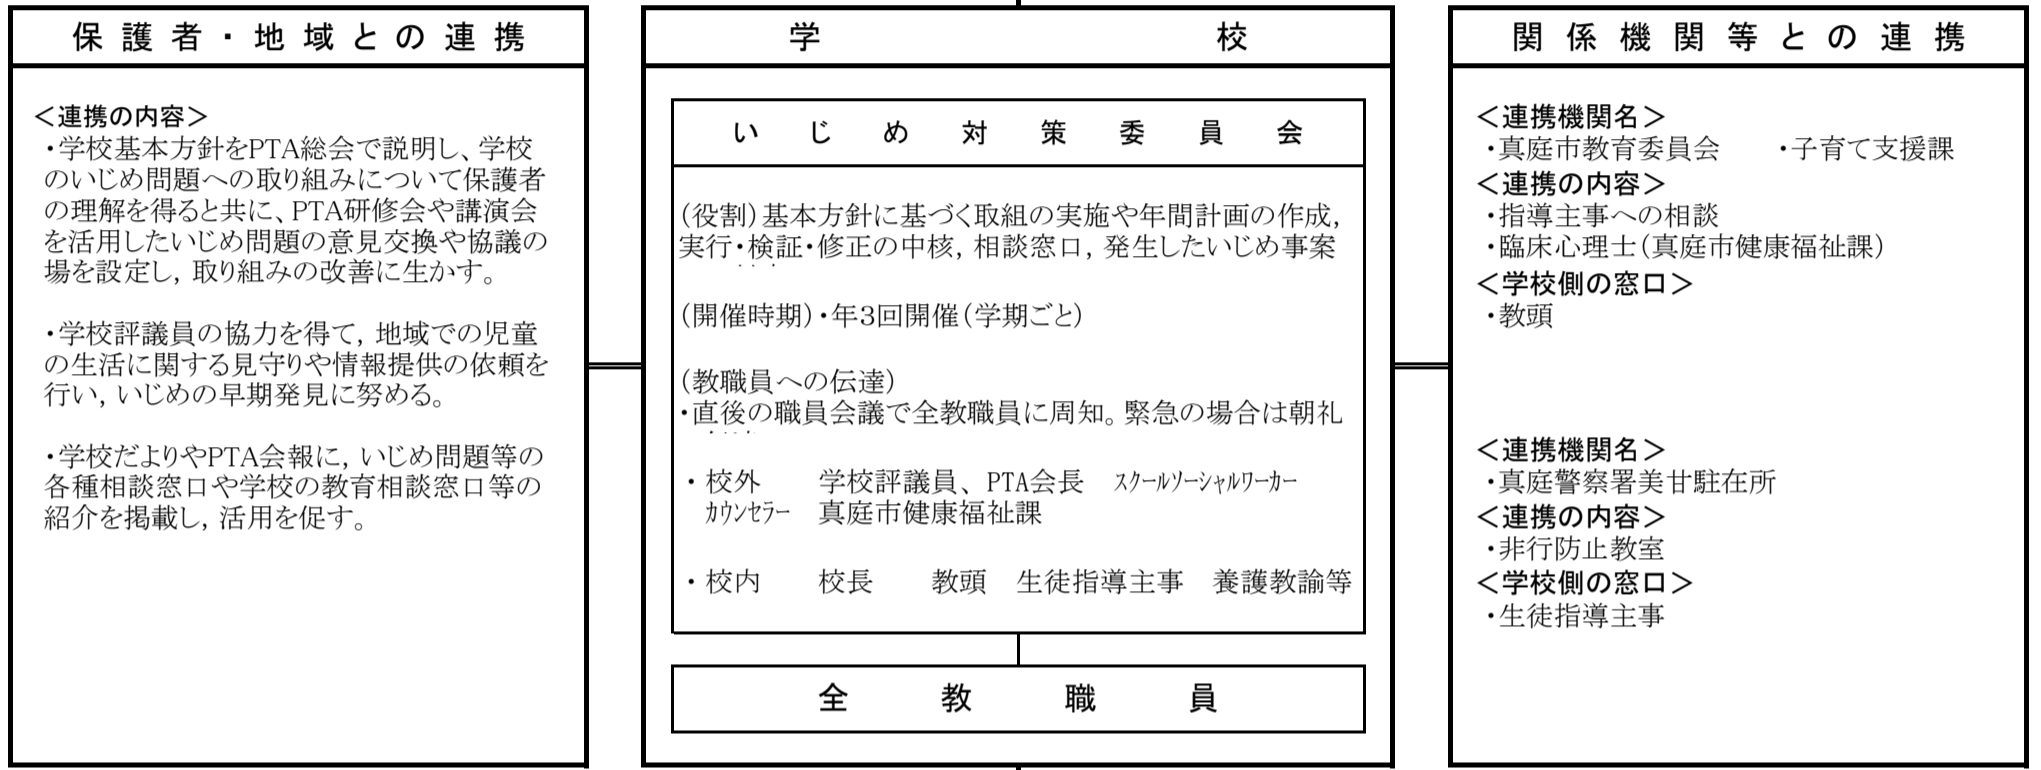 保護者・地域との連携
＜連携の内容＞
・学校基本方針をPTA総会で説明し、学校
のいじめ問題への取り組みについて保護者
の理解を得ると共に、PTA研修会や講演会
を活用したいじめ問題の意見交換や協議の
場を設定し，取り組みの改善に生かす。
・学校評議員の協力を得て，地域での児童
の生活に関する見守りや情報提供の依頼を
行い，いじめの早期発見に努める。
・学校だよりやPTA会報に，いじめ問題等の
各種相談窓口や学校の教育相談窓口等の
紹介を掲載し，活用を促す。
学校
いじめ対策委員会
（役割）基本方針に基づく取組の実施や年間計画の作成，
実行・検証・修正の中核，相談窓口，発生したいじめ事案
（開催時期）・年３回開催（学期ごと）
（教職員への伝達）
・直後の職員会議で全教職員に周知。緊急の場合は朝礼
・校外　学校評議員、PTA会長　ｽｸｰﾙｿｰｼｬﾙﾜｰｶｰ
ｶｳﾝｾﾗｰ　真庭市健康福祉課
・校内　校長　教頭　生徒指導主事　養護教諭等
全教職員
関係機関等との連携
＜連携機関名＞
・真庭市教育委員会　・子育て支援課
＜連携の内容＞
・指導主事への相談
・臨床心理士（真庭市健康福祉課）
＜学校側の窓口＞
・教頭
＜連携機関名＞
・真庭警察署美甘駐在所
＜連携の内容＞
・非行防止教室
＜学校側の窓口＞
・生徒指導主事